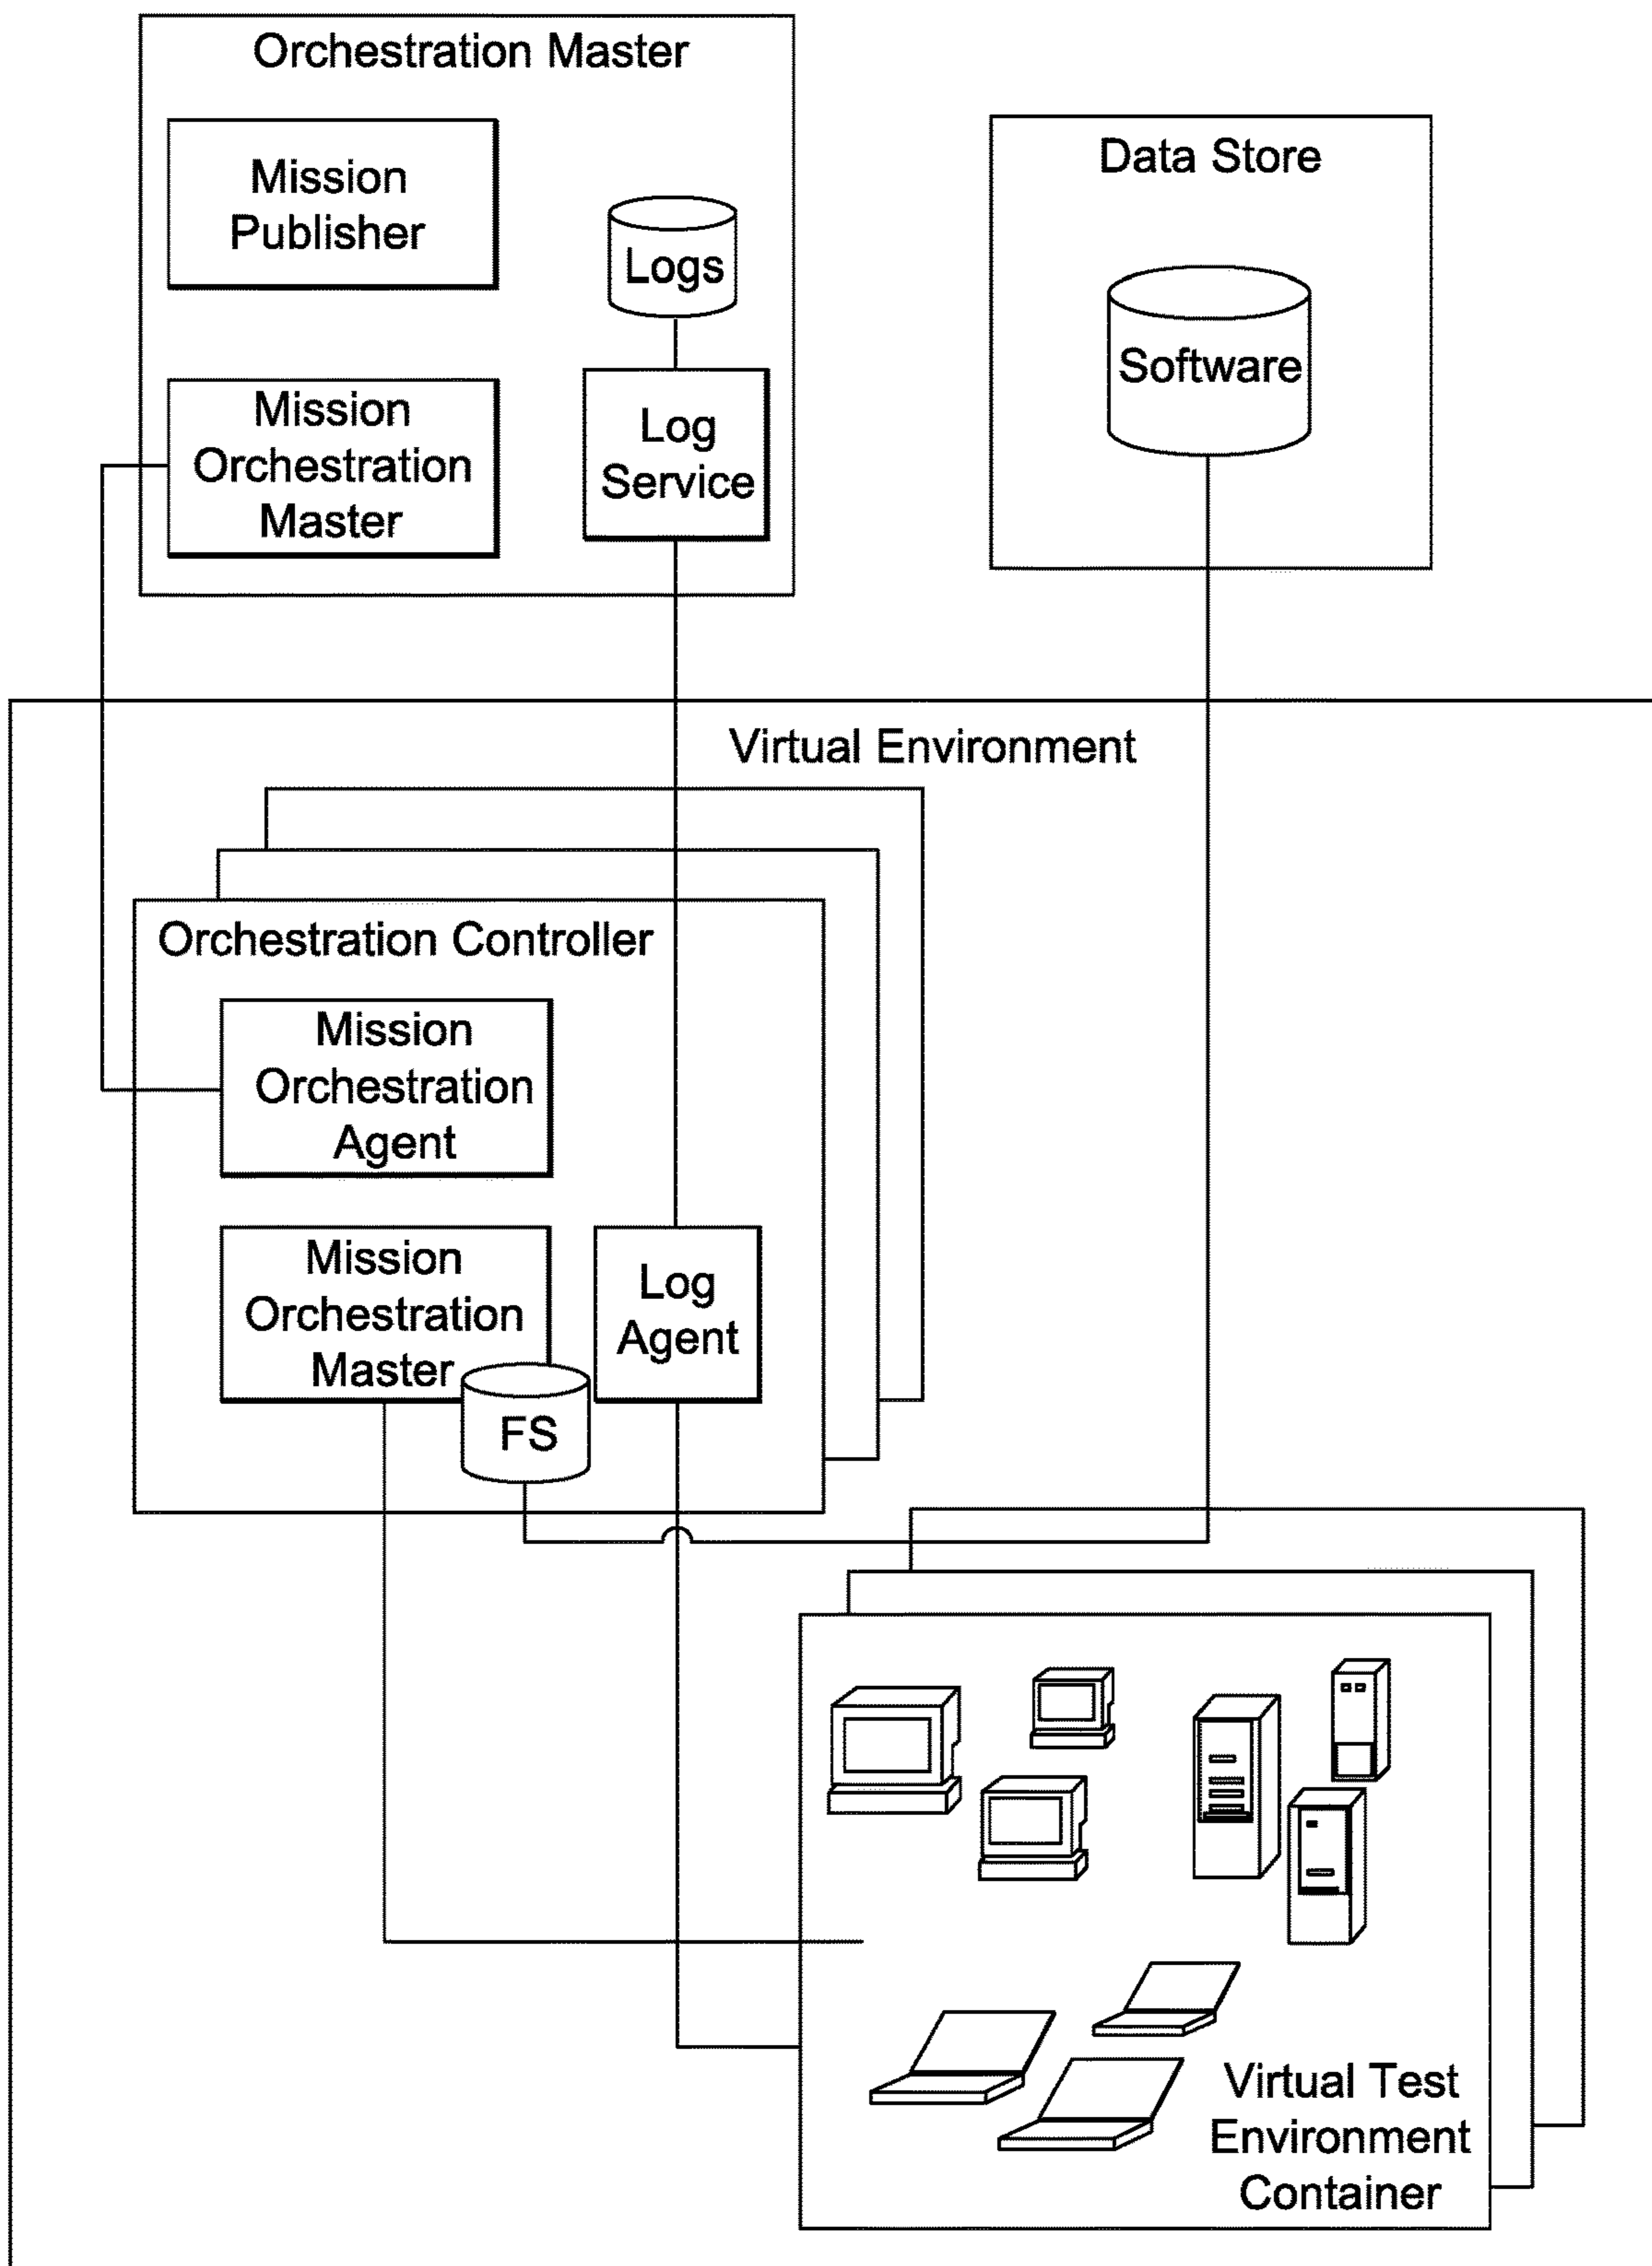 Orchestration Master
Mission
Publisher
Logs
Mission
Orchestration
Master
Log
Service
Data Store
Software
Virtual Environment
Orchestration Controller
Mission
Orchestration
Agent
Mission
Orchestration
Master
Log
Agent
FS
Virtual Test
Environment
Container